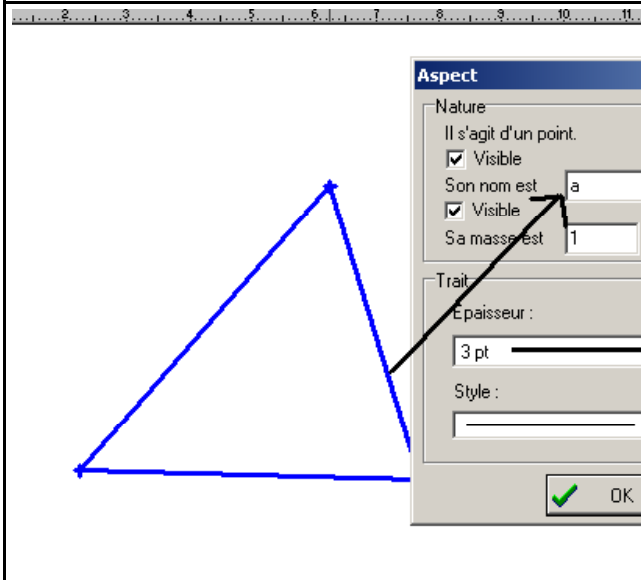 2 3 4 5 6 7 8 9 10 11
Aspect
Nature
Il s'agit d'un point.
Visible
Son nom est a
Visible
Sa masse est 1
Trait
Épaisseur :
3 pt
Style :
OK